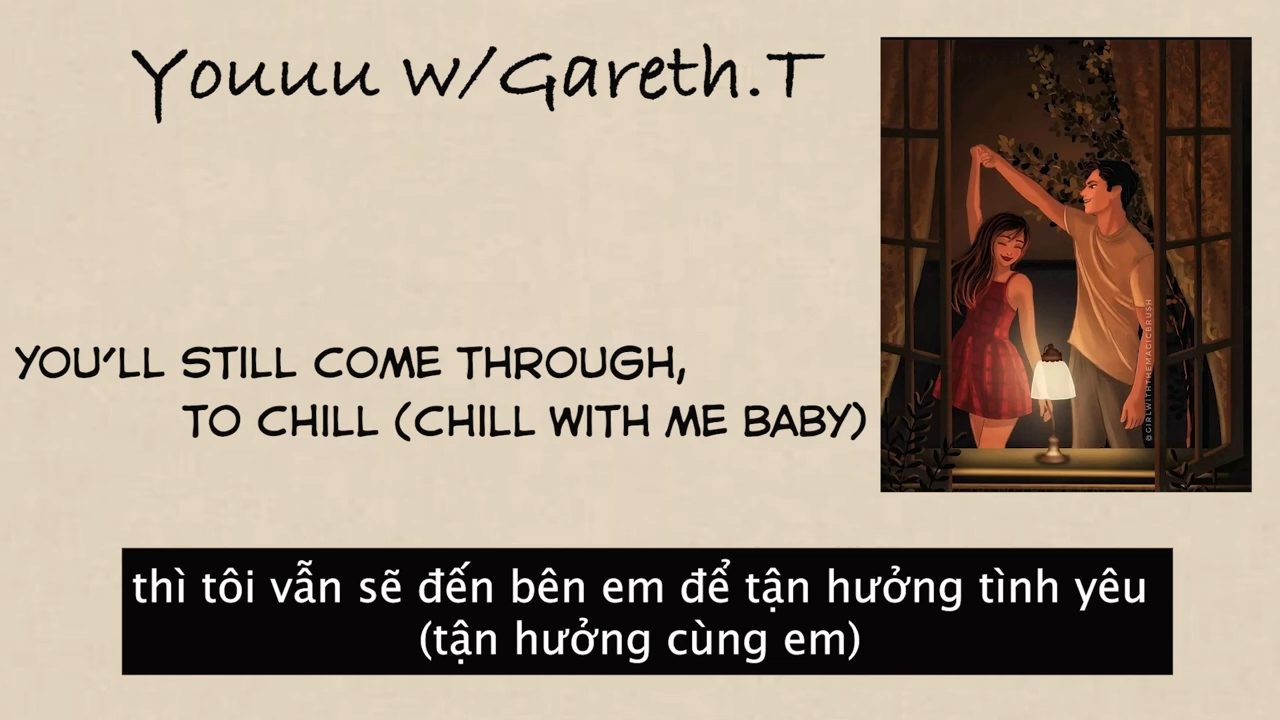 Youuu w/Gareth.T
YOU'LL STILL COME THROUGH,
TO CHILL (CHILL WITH ME BABY)
@GIRLWITHTHEMAGICBRUSH
thì tôi vẫn sẽ đến bên em để tận hưởng tình yêu
(tận hưởng cùng em)